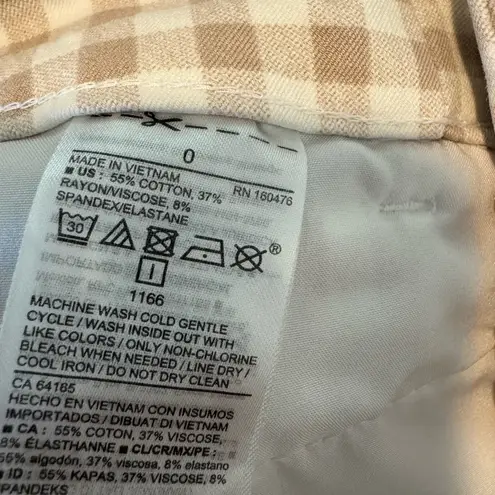 0
MADE IN VIETNAM RN 160476
■ US : 55% COTTON, 37%
RAYON/VISCOSE, 8%
SPANDEX/ELASTANE
30 ®
I
1166
MACHINE WASH COLD GENTLE
CYCLE / WASH INSIDE OUT WITH
LIKE COLORS / ONLY NON-CHLORINE
BLEACH WHEN NEEDED / LINE DRY /
COOL IRON / DO NOT DRY CLEAN
CA 64185
HECHO EN VIETNAM CON INSUMOS
IMPORTADOS / DIBUAT DI VIETNAM
■ CA : 55% COTTON, 37% VISCOSE,
8% ÉLASTHANNE ■ CL/CR/MX/PE :
55% algodón, 37% viscosa, 8% elastano
■ ID : 55% KAPAS, 37% VISCOSE, 8%
SPANDEKS